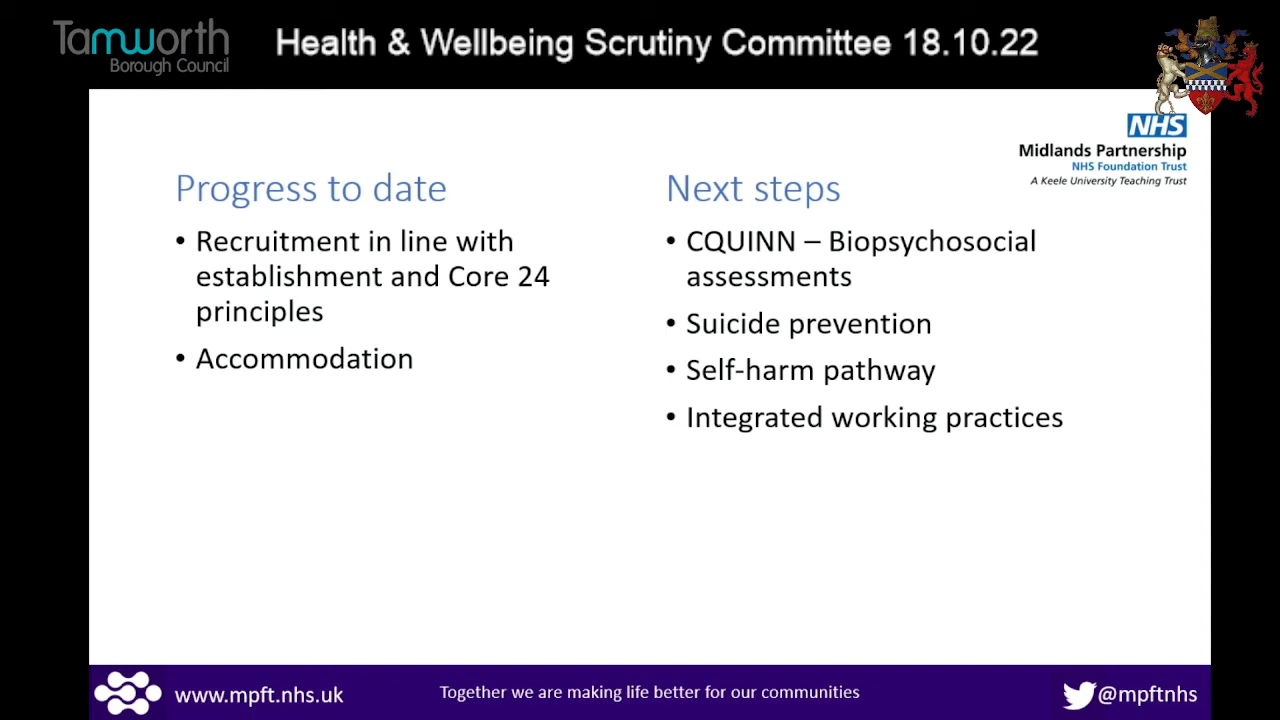 Tamworth
Borough Council
Health & Wellbeing Scrutiny Committee 18.10.22
NHS
Midlands Partnership
NHS Foundation Trust
A Keele University Teaching Trust
Progress to date
• Recruitment in line with
establishment and Core 24
principles
• Accommodation
Next steps
• CQUINN – Biopsychosocial
assessments
• Suicide prevention
• Self-harm pathway
• Integrated working practices
www.mpft.nhs.uk
Together we are making life better for our communities
@mpftnhs